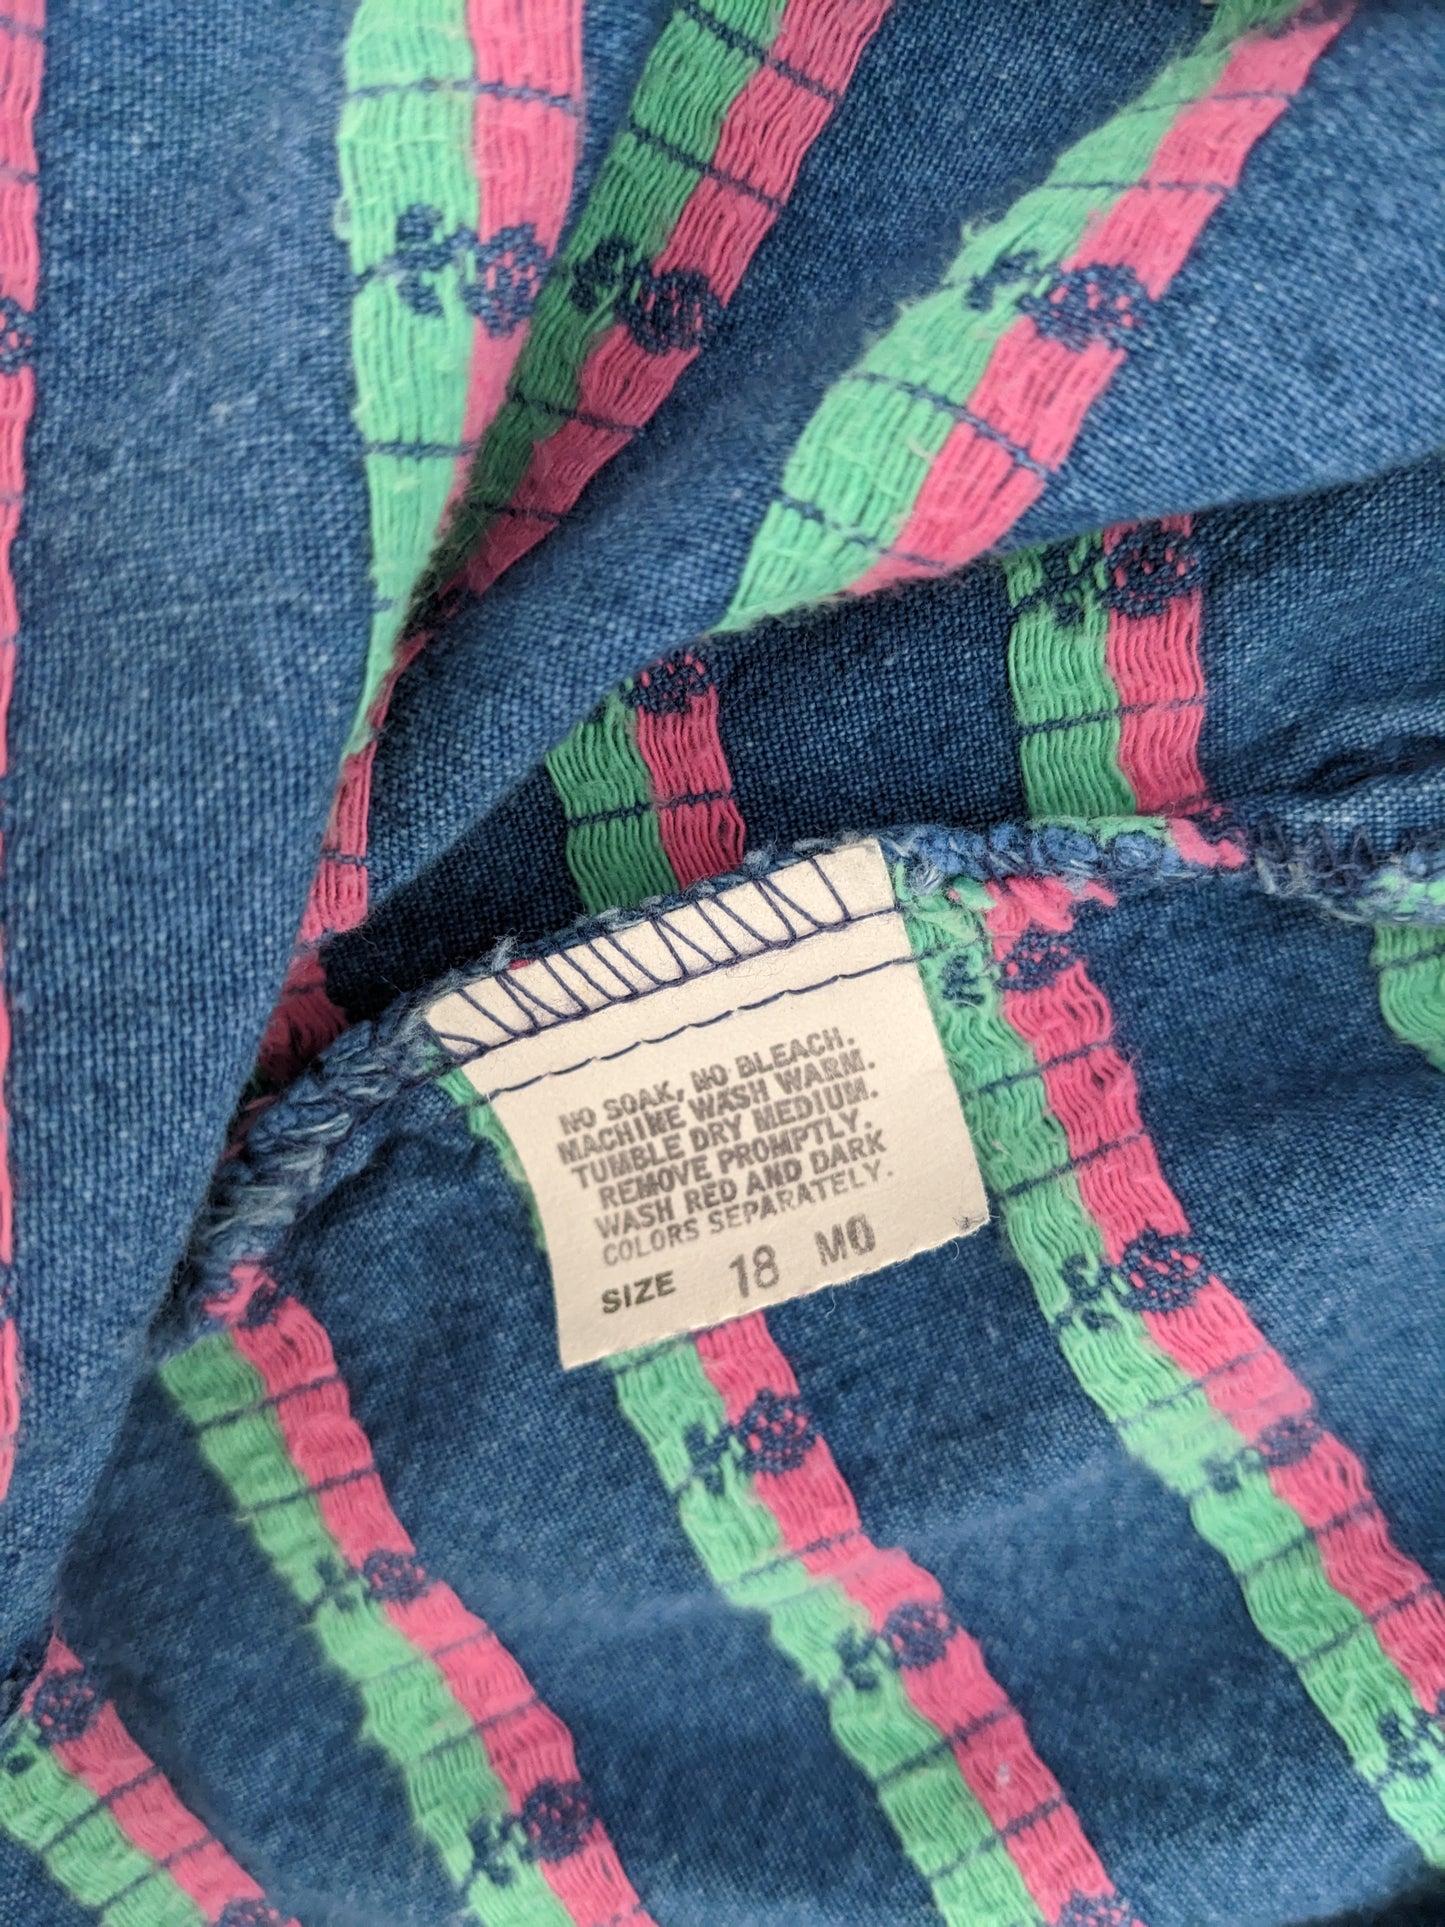 NO SOAK, NO BLEACH.
MACHINE WASH WARM.
TUMBLE DRY MEDIUM.
REMOVE PROMPTLY.
WASH RED AND DARK
COLORS SEPARATELY.
SIZE 18 MO